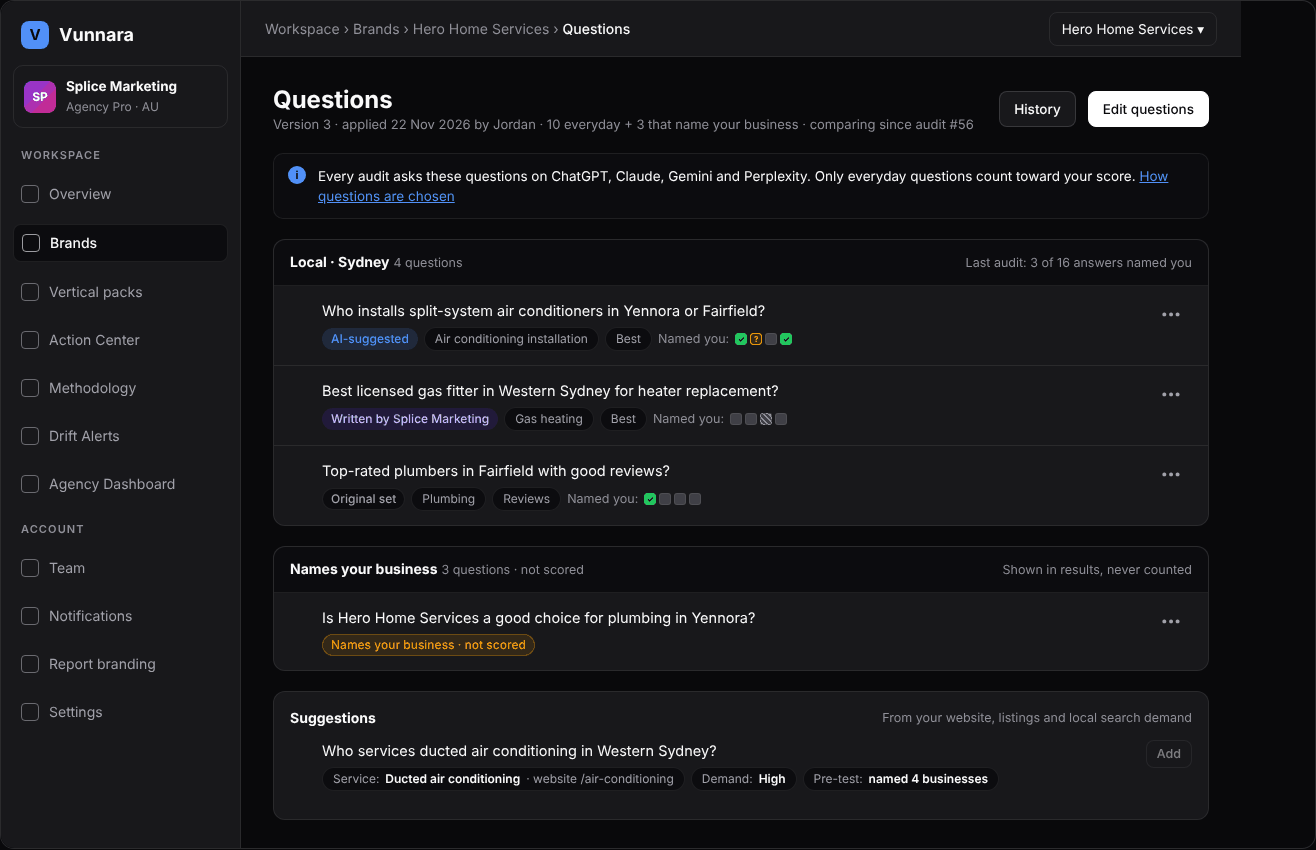 V Vunnara
SP Splice Marketing
Agency Pro · AU
WORKSPACE
Overview
Brands
Vertical packs
Action Center
Methodology
Drift Alerts
Agency Dashboard
ACCOUNT
Team
Notifications
Report branding
Settings
Workspace › Brands › Hero Home Services › Questions
Hero Home Services ▾
Questions
Version 3 · applied 22 Nov 2026 by Jordan · 10 everyday + 3 that name your business · comparing since audit #56
History
Edit questions
i Every audit asks these questions on ChatGPT, Claude, Gemini and Perplexity. Only everyday questions count toward your score. How
questions are chosen
Local · Sydney 4 questions
Last audit: 3 of 16 answers named you
Who installs split-system air conditioners in Yennora or Fairfield?
•••
AI-suggested Air conditioning installation Best Named you: ✓ ? ✓
Best licensed gas fitter in Western Sydney for heater replacement?
•••
Written by Splice Marketing Gas heating Best Named you:
Top-rated plumbers in Fairfield with good reviews?
•••
Original set Plumbing Reviews Named you: ✓
Names your business 3 questions · not scored
Shown in results, never counted
Is Hero Home Services a good choice for plumbing in Yennora?
•••
Names your business · not scored
Suggestions
From your website, listings and local search demand
Who services ducted air conditioning in Western Sydney?
Add
Service: Ducted air conditioning · website /air-conditioning Demand: High Pre-test: named 4 businesses